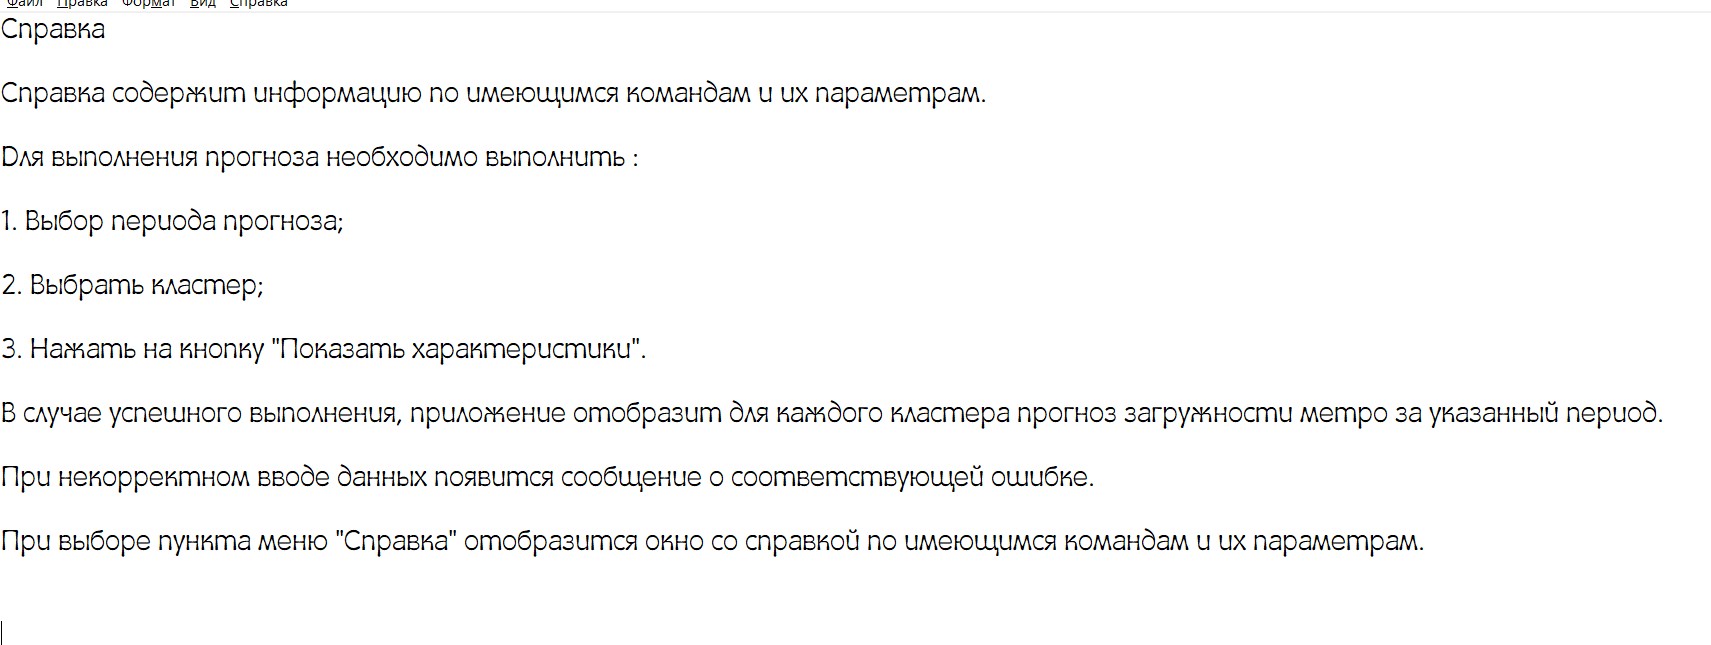 Файл Правка Формат Вид Справка
Справка
Справка содержит информацию по имеющимся командам и их параметрам.
Для выполнения прогноза необходимо выполнить :
1. Выбор периода прогноза;
2. Выбрать кластер;
3. Нажать на кнопку "Показать характеристики".
В случае успешного выполнения, приложение отобразит для каждого кластера прогноз загружности метро за указанный период.
При некорректном вводе данных появится сообщение о соответствующей ошибке.
При выборе пункта меню "Справка" отобразится окно со справкой по имеющимся командам и их параметрам.